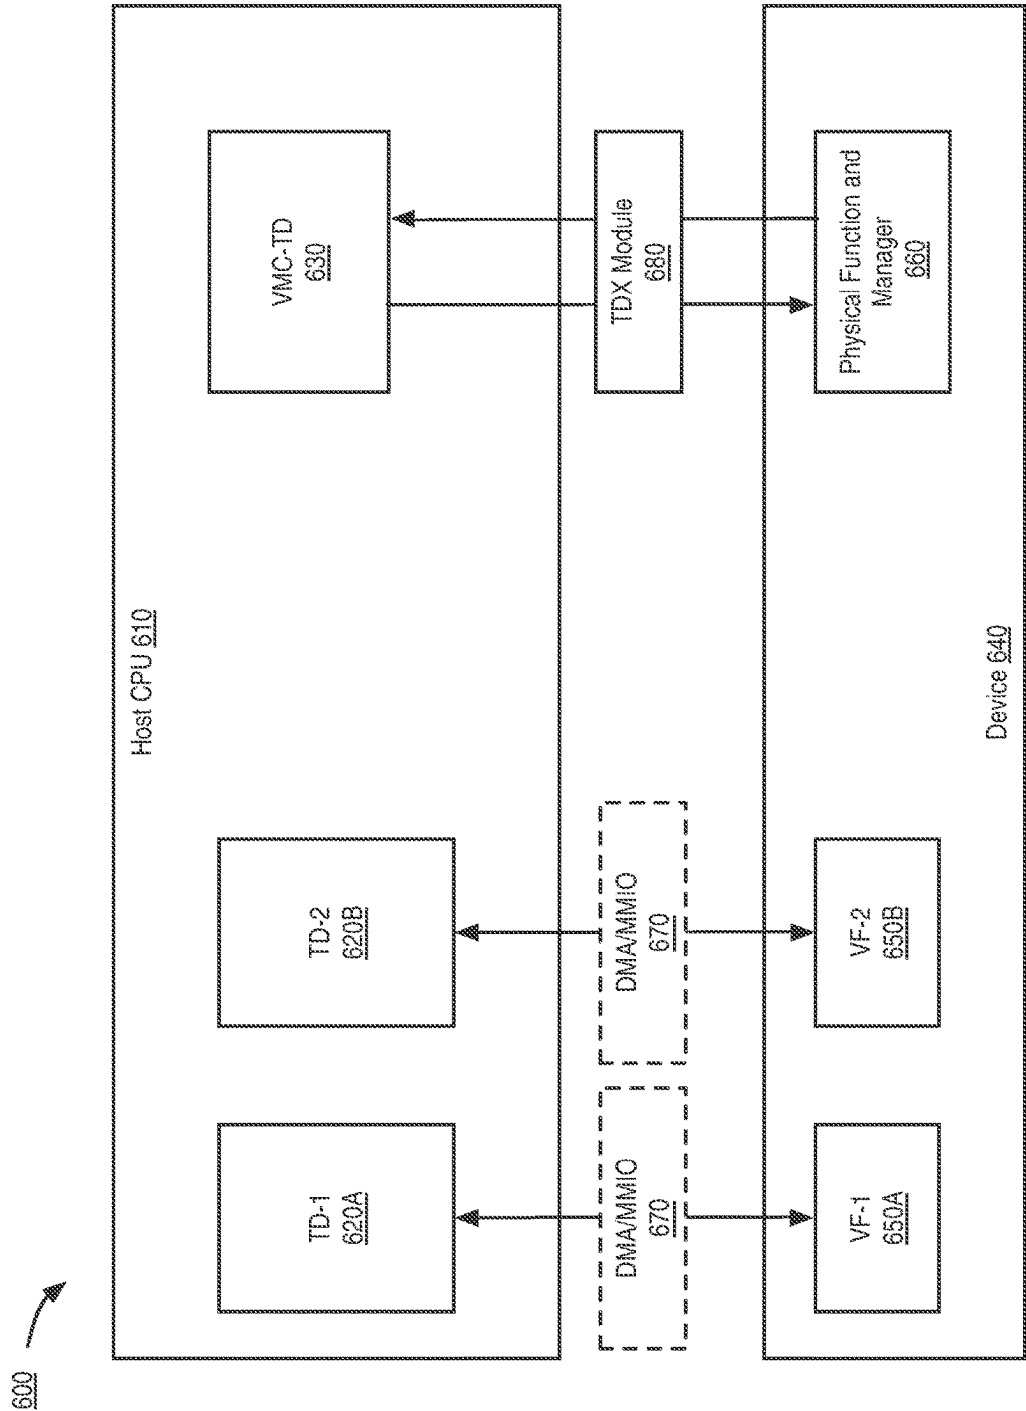 600
Host CPU 610
TD-1
620A
TD-2
620B
VMC-TD
630
DMA/MMIO
670
DMA/MMIO
670
TDX Module
680
VF-1
650A
VF-2
650B
Physical Function and
Manager
660
Device 640